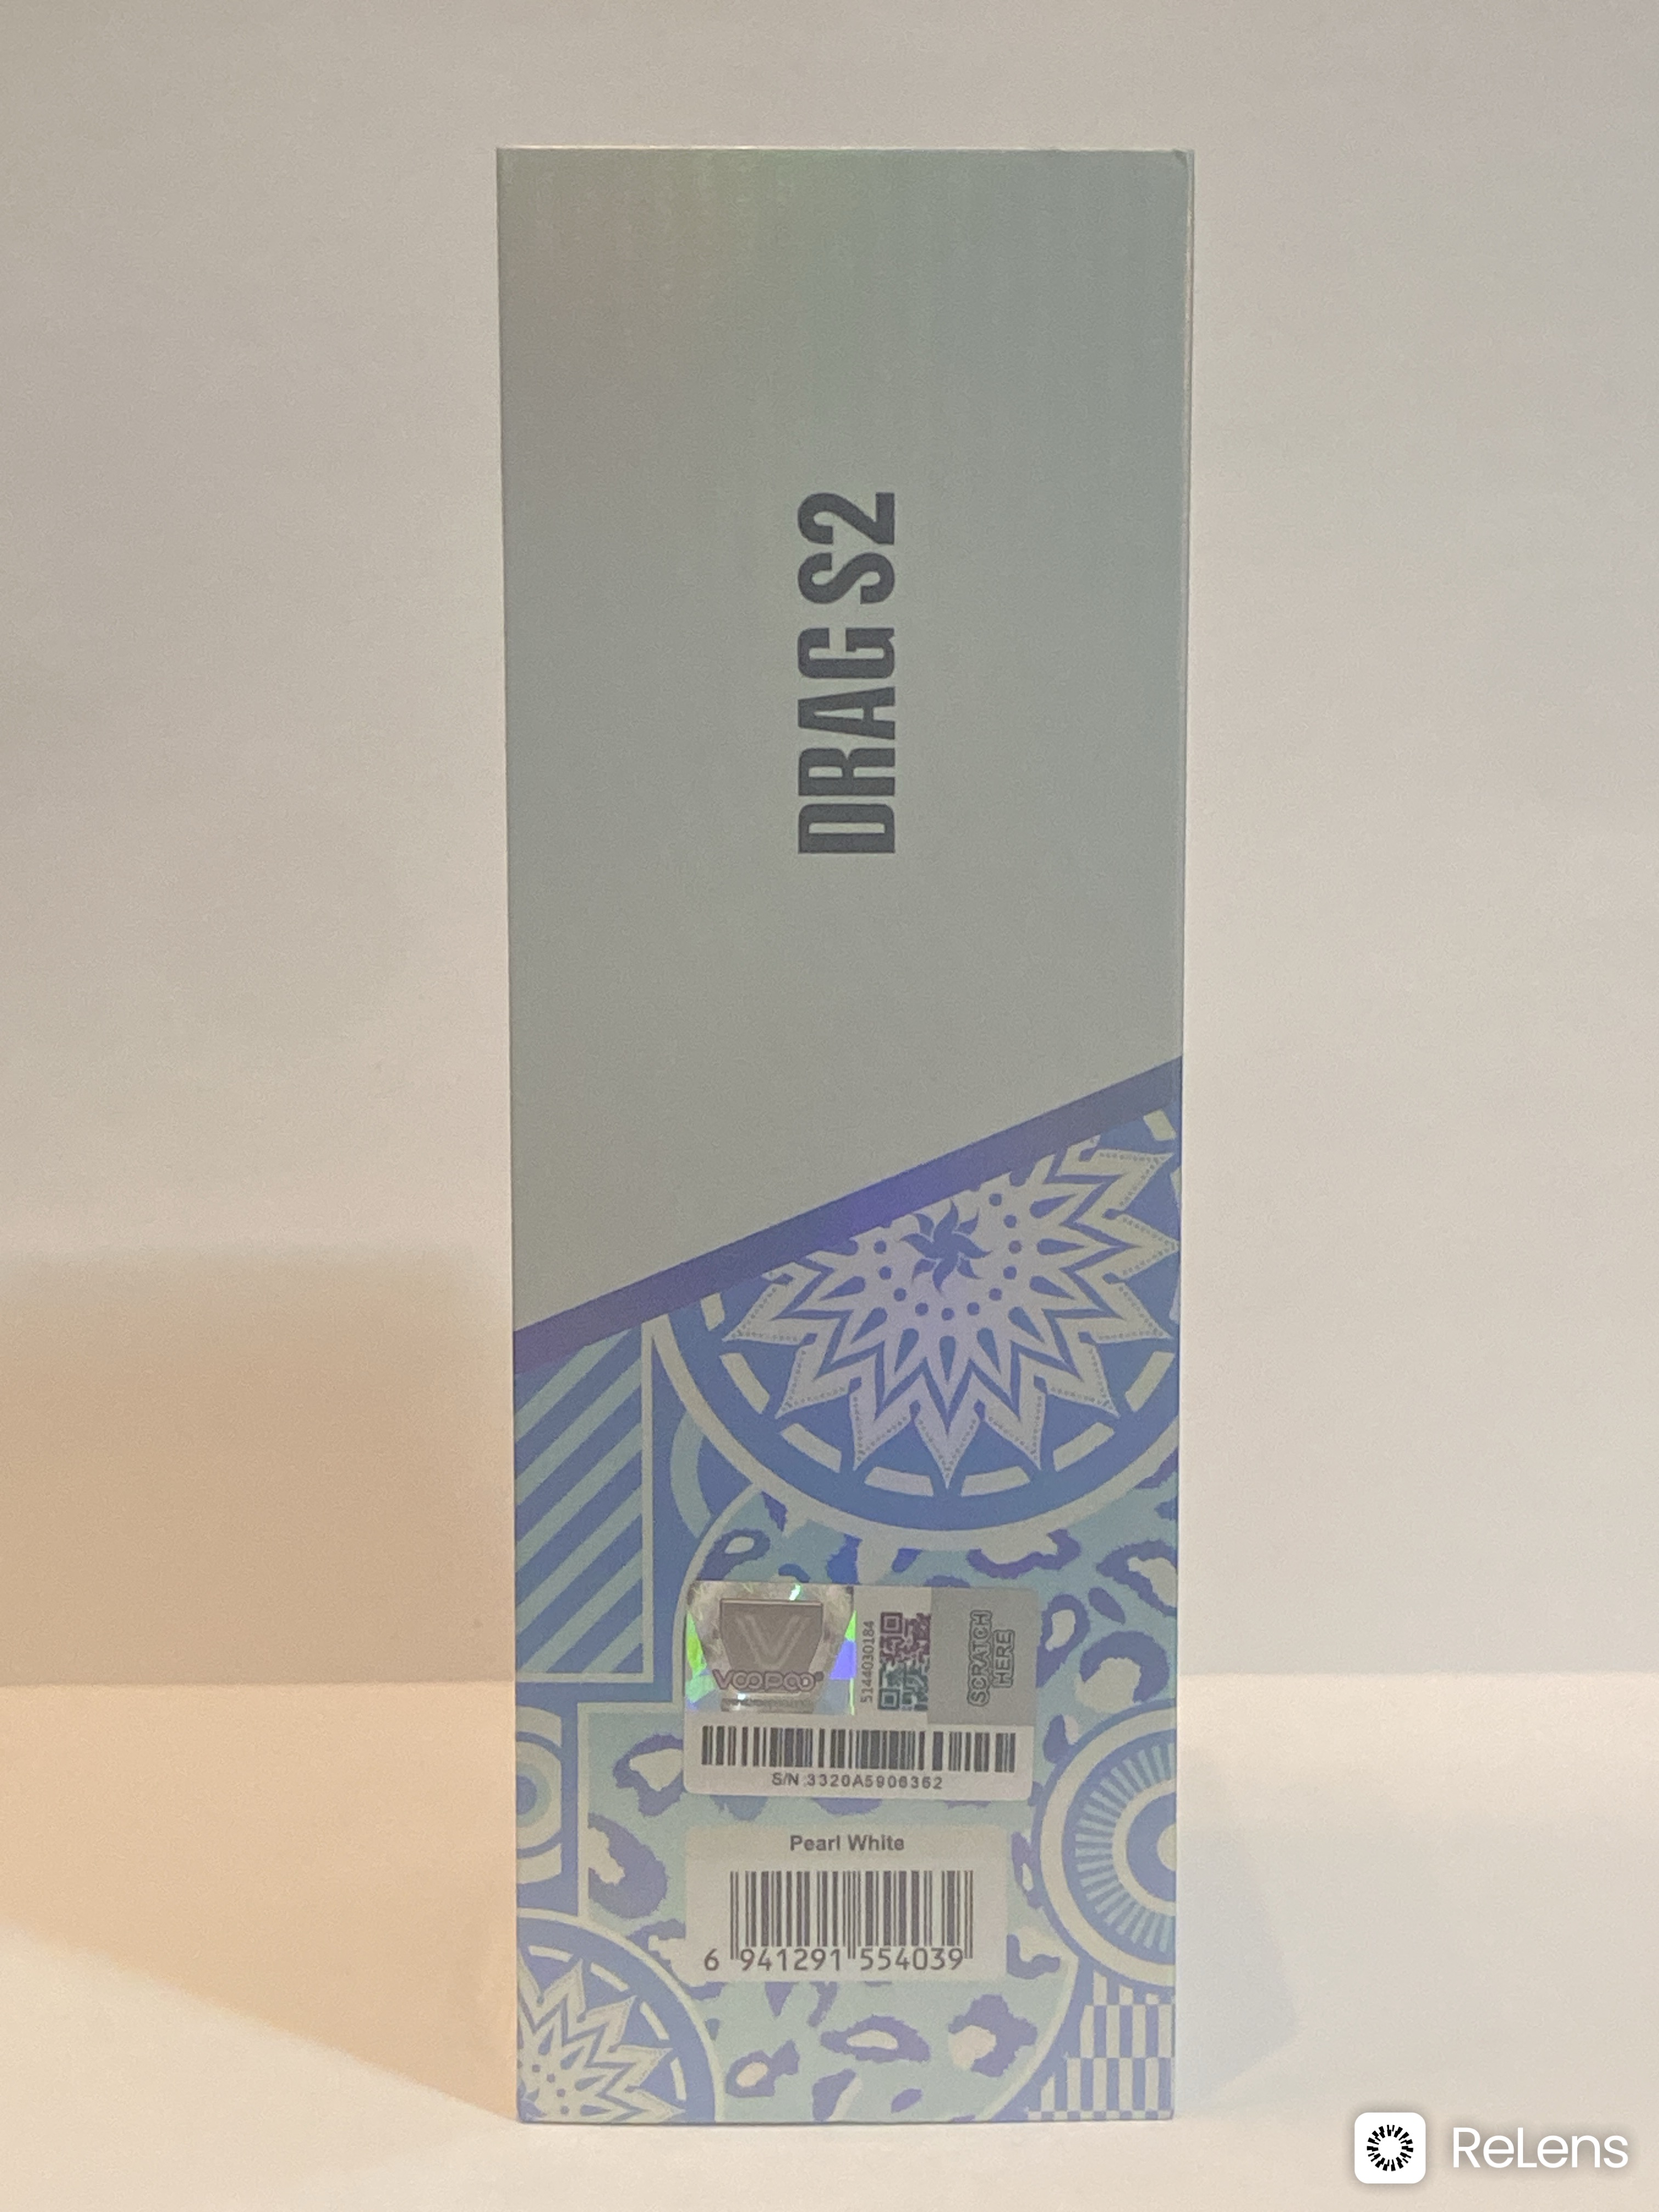 DRAG S2
V
VOOPOO®
5144030184
SCRATCH
HERE
S/N:3320A5906362
Pearl White
6 941291 554039
ReLens